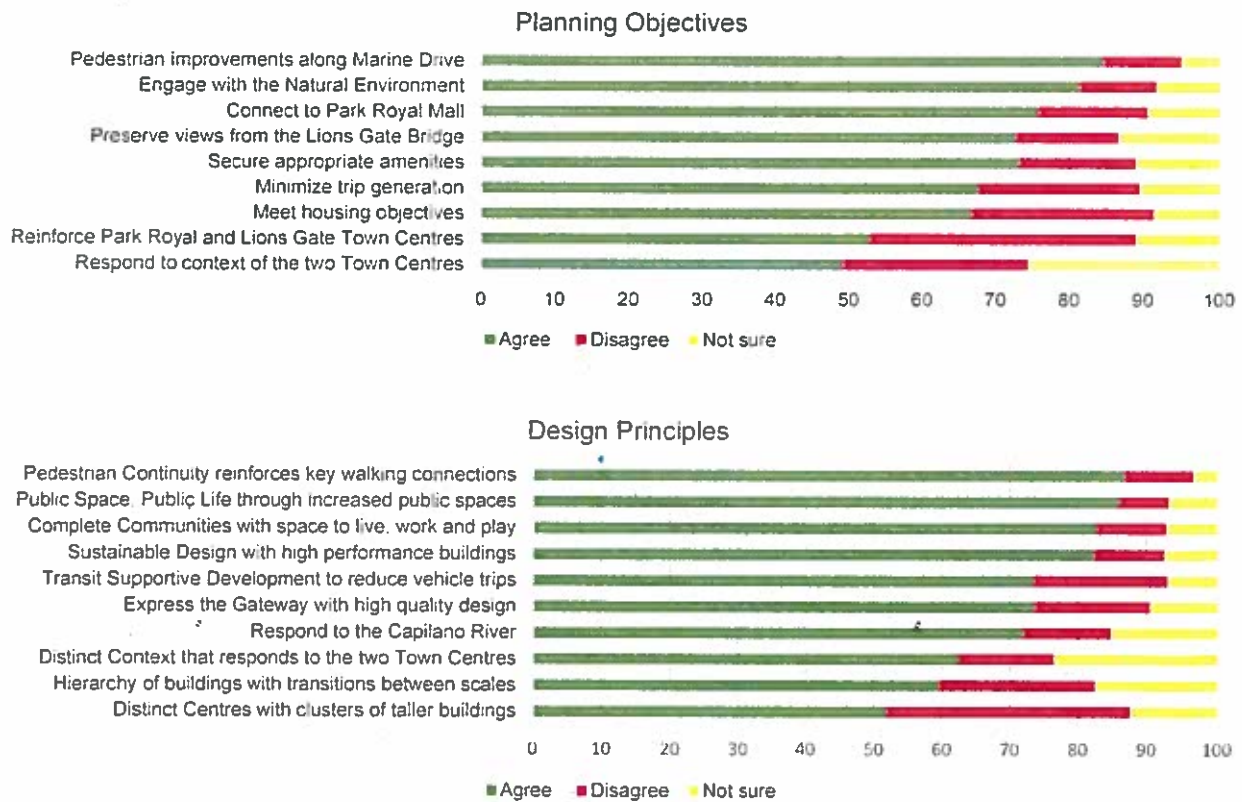 Planning Objectives
Pedestrian improvements along Marine Drive
Engage with the Natural Environment
Connect to Park Royal Mall
Preserve views from the Lions Gate Bridge
Secure appropriate amenities
Minimize trip generation
Meet housing objectives
Reinforce Park Royal and Lions Gate Town Centres
Respond to context of the two Town Centres
0 10 20 30 40 50 60 70 80 90 100
Agree Disagree Not sure
Design Principles
Pedestrian Continuity reinforces key walking connections
Public Space, Public Life through increased public spaces
Complete Communities with space to live, work and play
Sustainable Design with high performance buildings
Transit Supportive Development to reduce vehicle trips
Express the Gateway with high quality design
Respond to the Capilano River
Distinct Context that responds to the two Town Centres
Hierarchy of buildings with transitions between scales
Distinct Centres with clusters of taller buildings
0 10 20 30 40 50 60 70 80 90 100
Agree Disagree Not sure